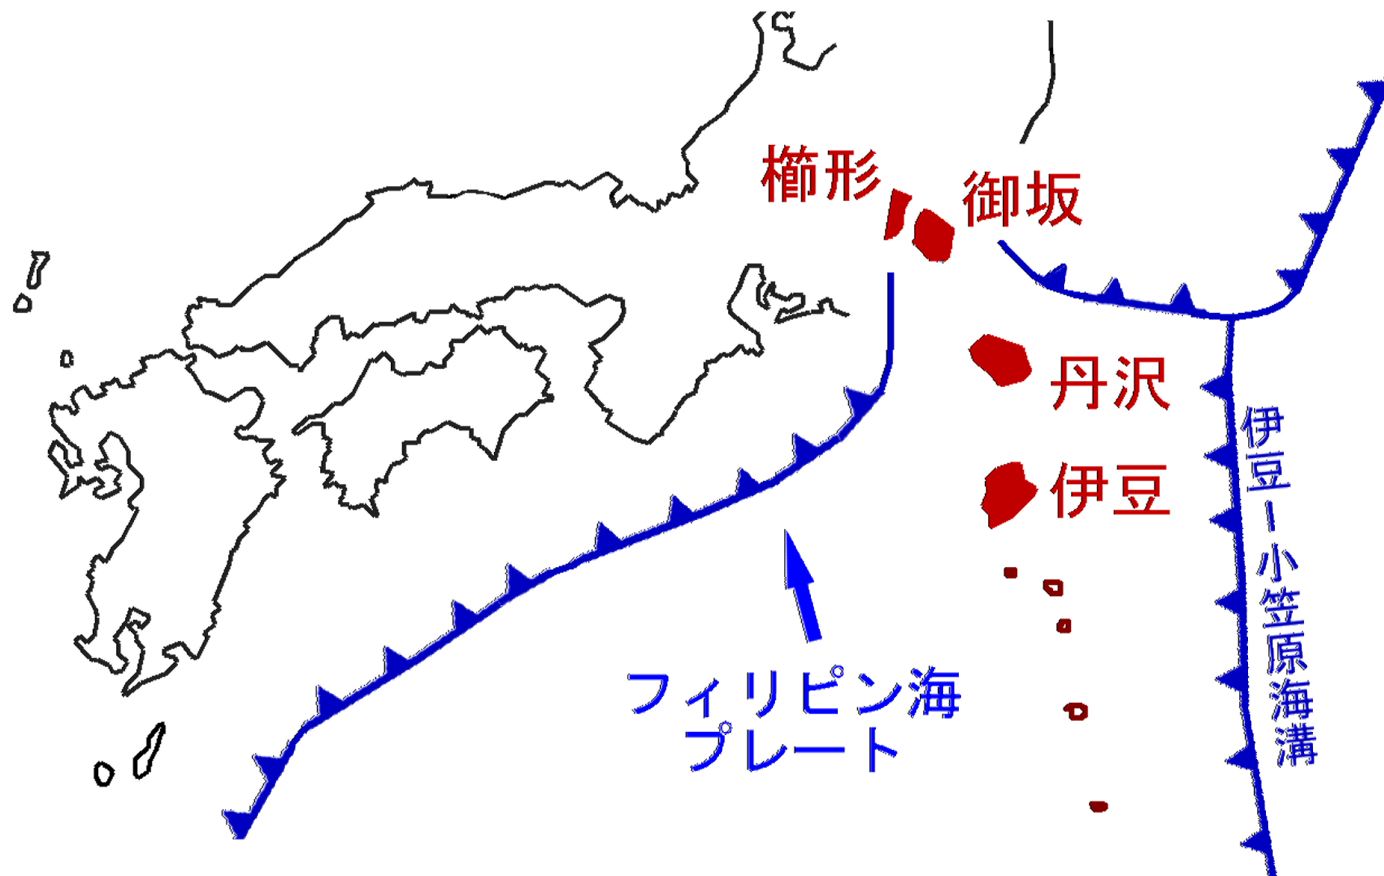 櫛形
御坂
丹沢
伊豆
伊豆ー小笠原海溝
フィリピン海
プレート